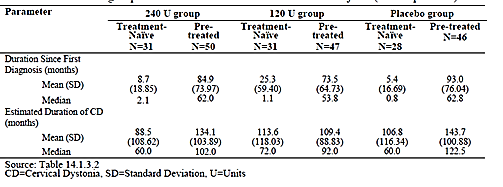 Parameter 240 U group 120 U group Placebo group
Treatment- Pre- Treatment- Pre- Treatment- Pre-treated
Naïve treated Naïve treated Naïve N=46
N=31 N=50 N=31 N=47 N=28
Duration Since First
Diagnosis (months)
Mean (SD) 8.7 84.9 25.3 73.5 5.4 93.0
(18.85) (73.97) (59.40) (64.73) (16.69) (76.04)
Median 2.1 62.0 1.1 53.8 0.8 62.8
Estimated Duration of CD
(months)
Mean (SD) 88.5 134.1 113.6 109.4 106.8 143.7
(108.62) (103.89) (118.03) (88.83) (116.34) (100.88)
Median 60.0 102.0 72.0 92.0 60.0 122.5
Source: Table 14.1.3.2
CD=Cervical Dystonia, SD=Standard Deviation, U=Units